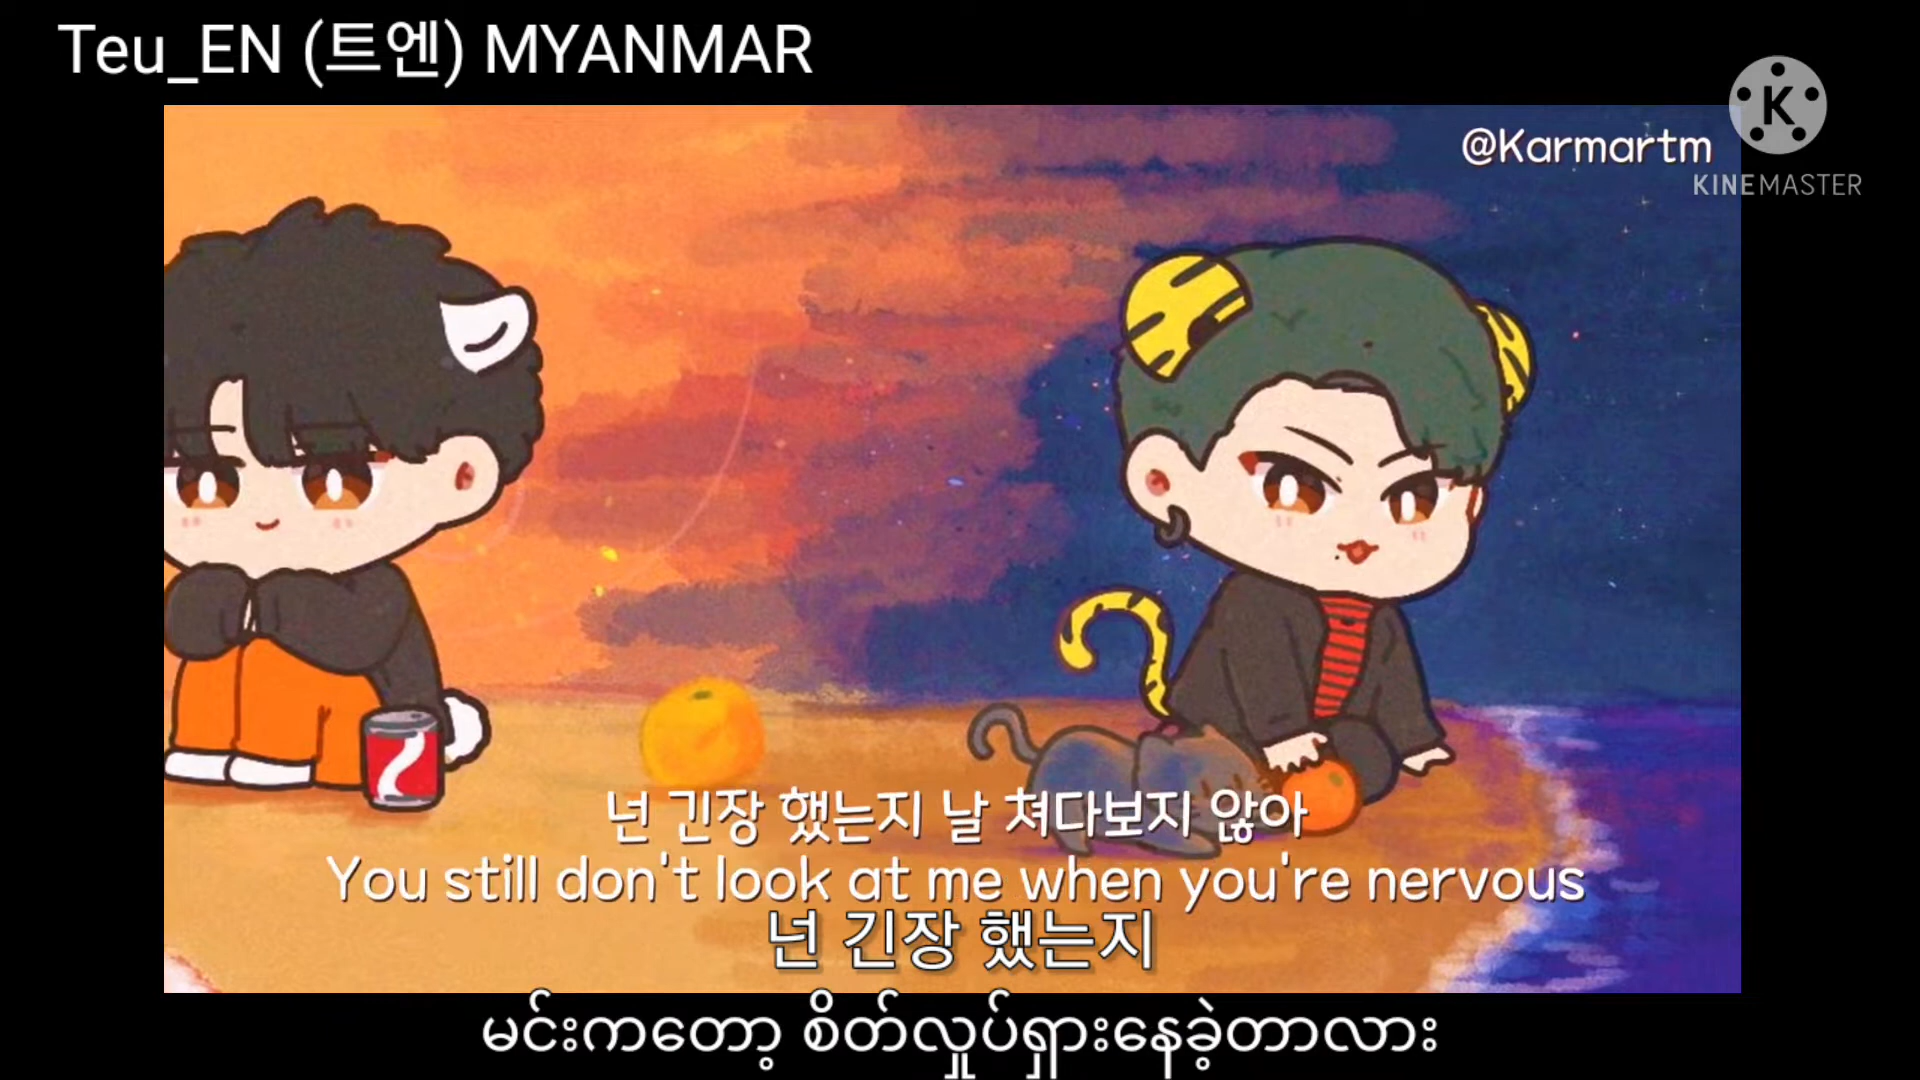 Teu_EN (트엔) MYANMAR
@Karmartm
K
KINEMASTER
넌 긴장 했는지 날 쳐다보지 않아
You still don't look at me when you're nervous
넌 긴장 했는지
မင်းကတော့ စိတ်လှုပ်ရှားနေခဲ့တာလား